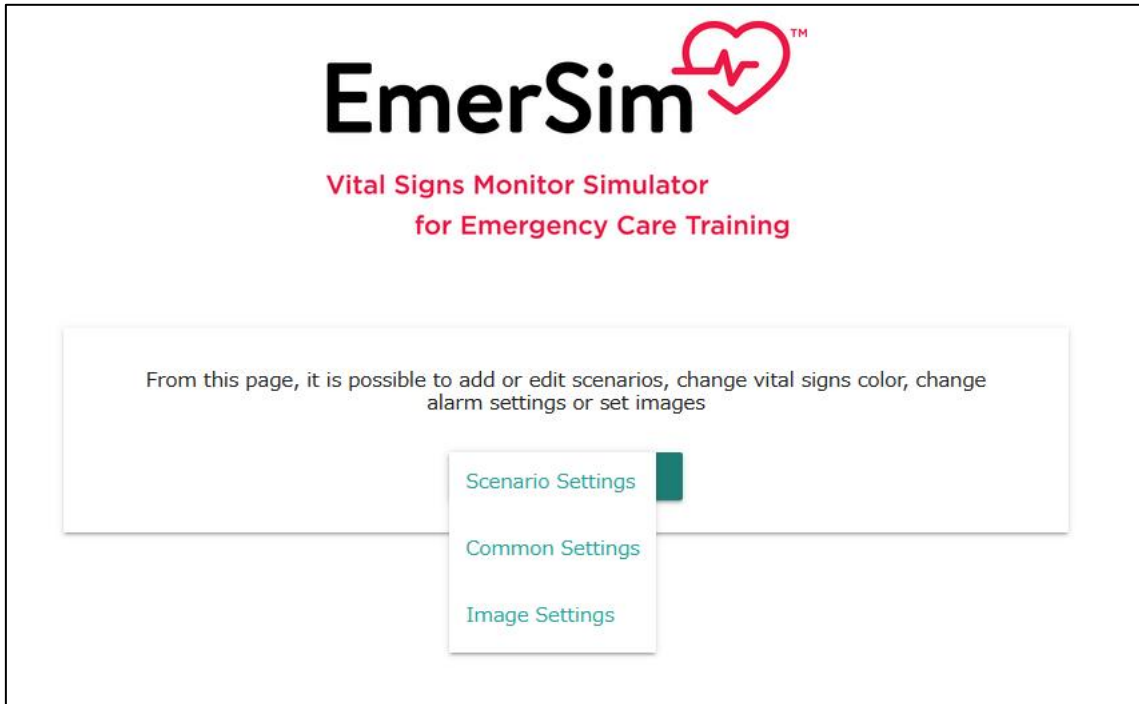 EmerSim™
Vital Signs Monitor Simulator
for Emergency Care Training
From this page, it is possible to add or edit scenarios, change vital signs color, change
alarm settings or set images
Scenario Settings
Common Settings
Image Settings